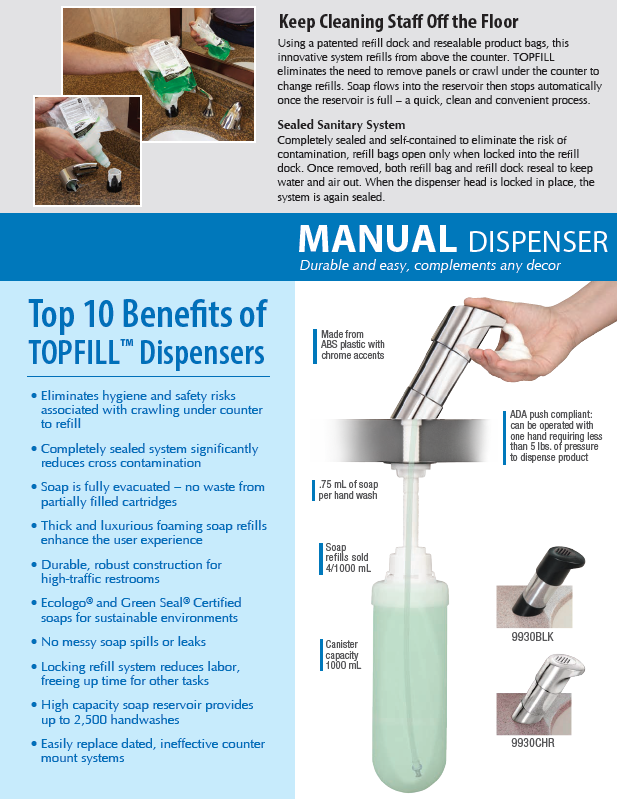 Keep Cleaning Staff Off the Floor
Using a patented refill dock and resealable product bags, this
innovative system refills from above the counter. TOPFILL
eliminates the need to remove panels or crawl under the counter to
change refills. Soap flows into the reservoir then stops automatically
once the reservoir is full – a quick, clean and convenient process.
Sealed Sanitary System
Completely sealed and self-contained to eliminate the risk of
contamination, refill bags open only when locked into the refill
dock. Once removed, both refill bag and refill dock reseal to keep
water and air out. When the dispenser head is locked in place, the
system is again sealed.
MANUAL DISPENSER
Durable and easy, complements any decor
Top 10 Benefits of
TOPFILL™ Dispensers
• Eliminates hygiene and safety risks
associated with crawling under counter
to refill
• Completely sealed system significantly
reduces cross contamination
• Soap is fully evacuated – no waste from
partially filled cartridges
• Thick and luxurious foaming soap refills
enhance the user experience
• Durable, robust construction for
high-traffic restrooms
• Ecologo® and Green Seal® Certified
soaps for sustainable environments
• No messy soap spills or leaks
• Locking refill system reduces labor,
freeing up time for other tasks
• High capacity soap reservoir provides
up to 2,500 handwashes
• Easily replace dated, ineffective counter
mount systems
Made from
ABS plastic with
chrome accents
ADA push compliant:
can be operated with
one hand requiring less
than 5 lbs. of pressure
to dispense product
.75 mL of soap
per hand wash
Soap
refills sold
4/1000 mL
Canister
capacity
1000 mL
9930BLK
9930CHR